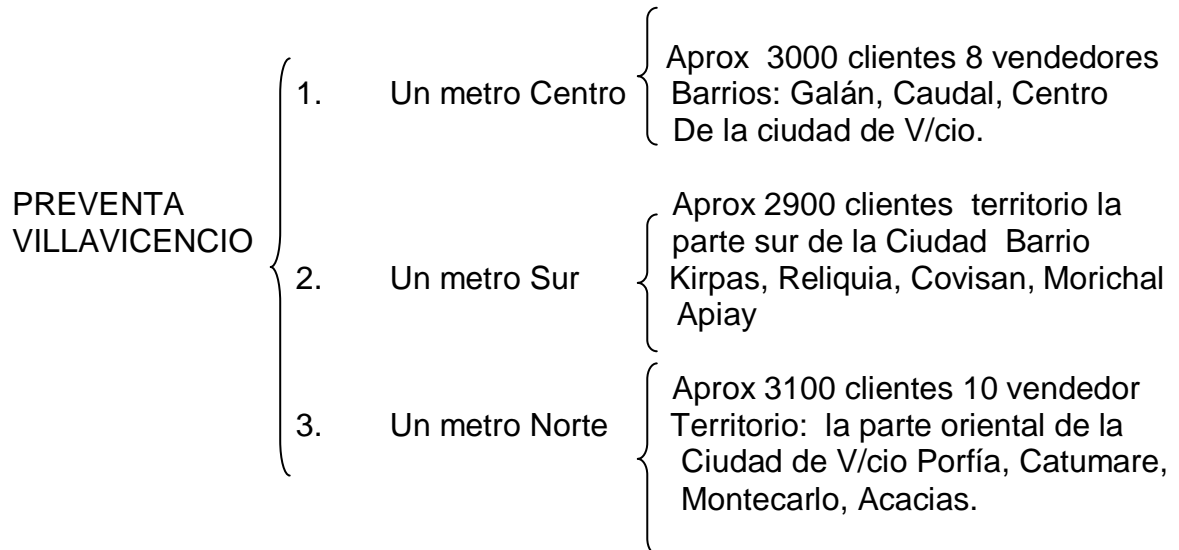 PREVENTA
VILLAVICENCIO
1. Un metro Centro
Aprox 3000 clientes 8 vendedores
Barrios: Galán, Caudal, Centro
De la ciudad de V/cio.
2. Un metro Sur
Aprox 2900 clientes territorio la
parte sur de la Ciudad Barrio
Kirpas, Reliquia, Covisan, Morichal
Apiay
3. Un metro Norte
Aprox 3100 clientes 10 vendedor
Territorio: la parte oriental de la
Ciudad de V/cio Porfía, Catumare,
Montecarlo, Acacias.